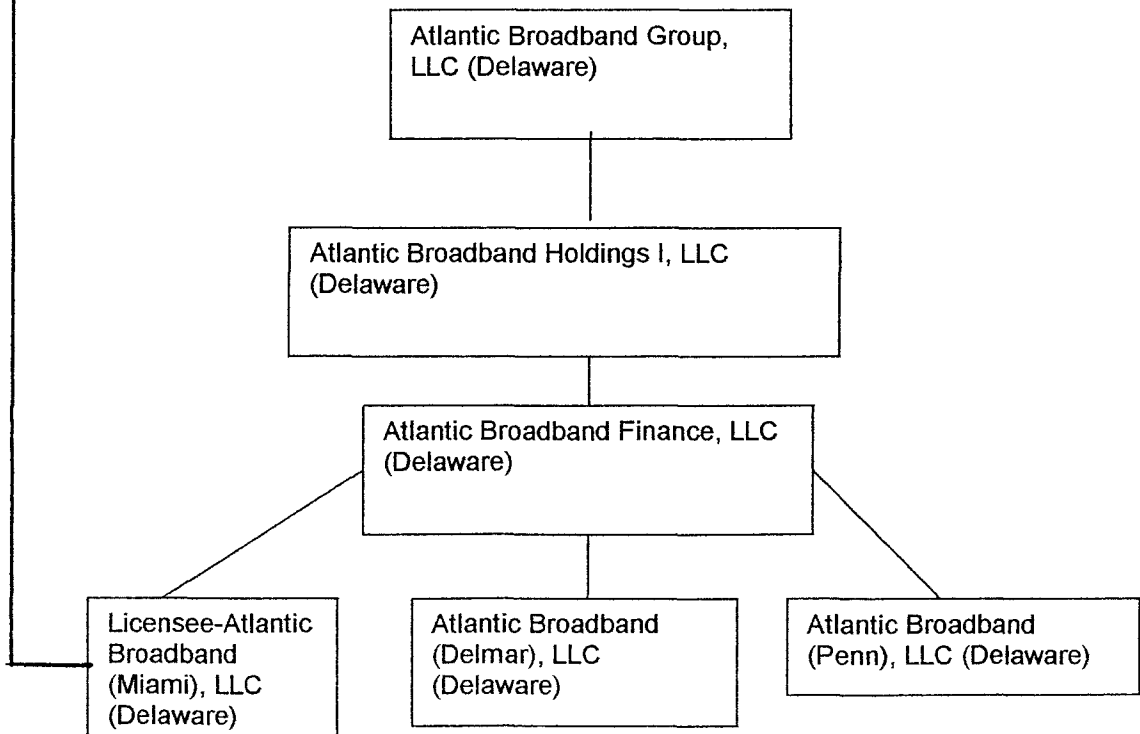 Atlantic Broadband Group,
LLC (Delaware)
Atlantic Broadband Holdings I, LLC
(Delaware)
Atlantic Broadband Finance, LLC
(Delaware)
Licensee-Atlantic
Broadband
(Miami), LLC
(Delaware)
Atlantic Broadband
(Delmar), LLC
(Delaware)
Atlantic Broadband
(Penn), LLC (Delaware)